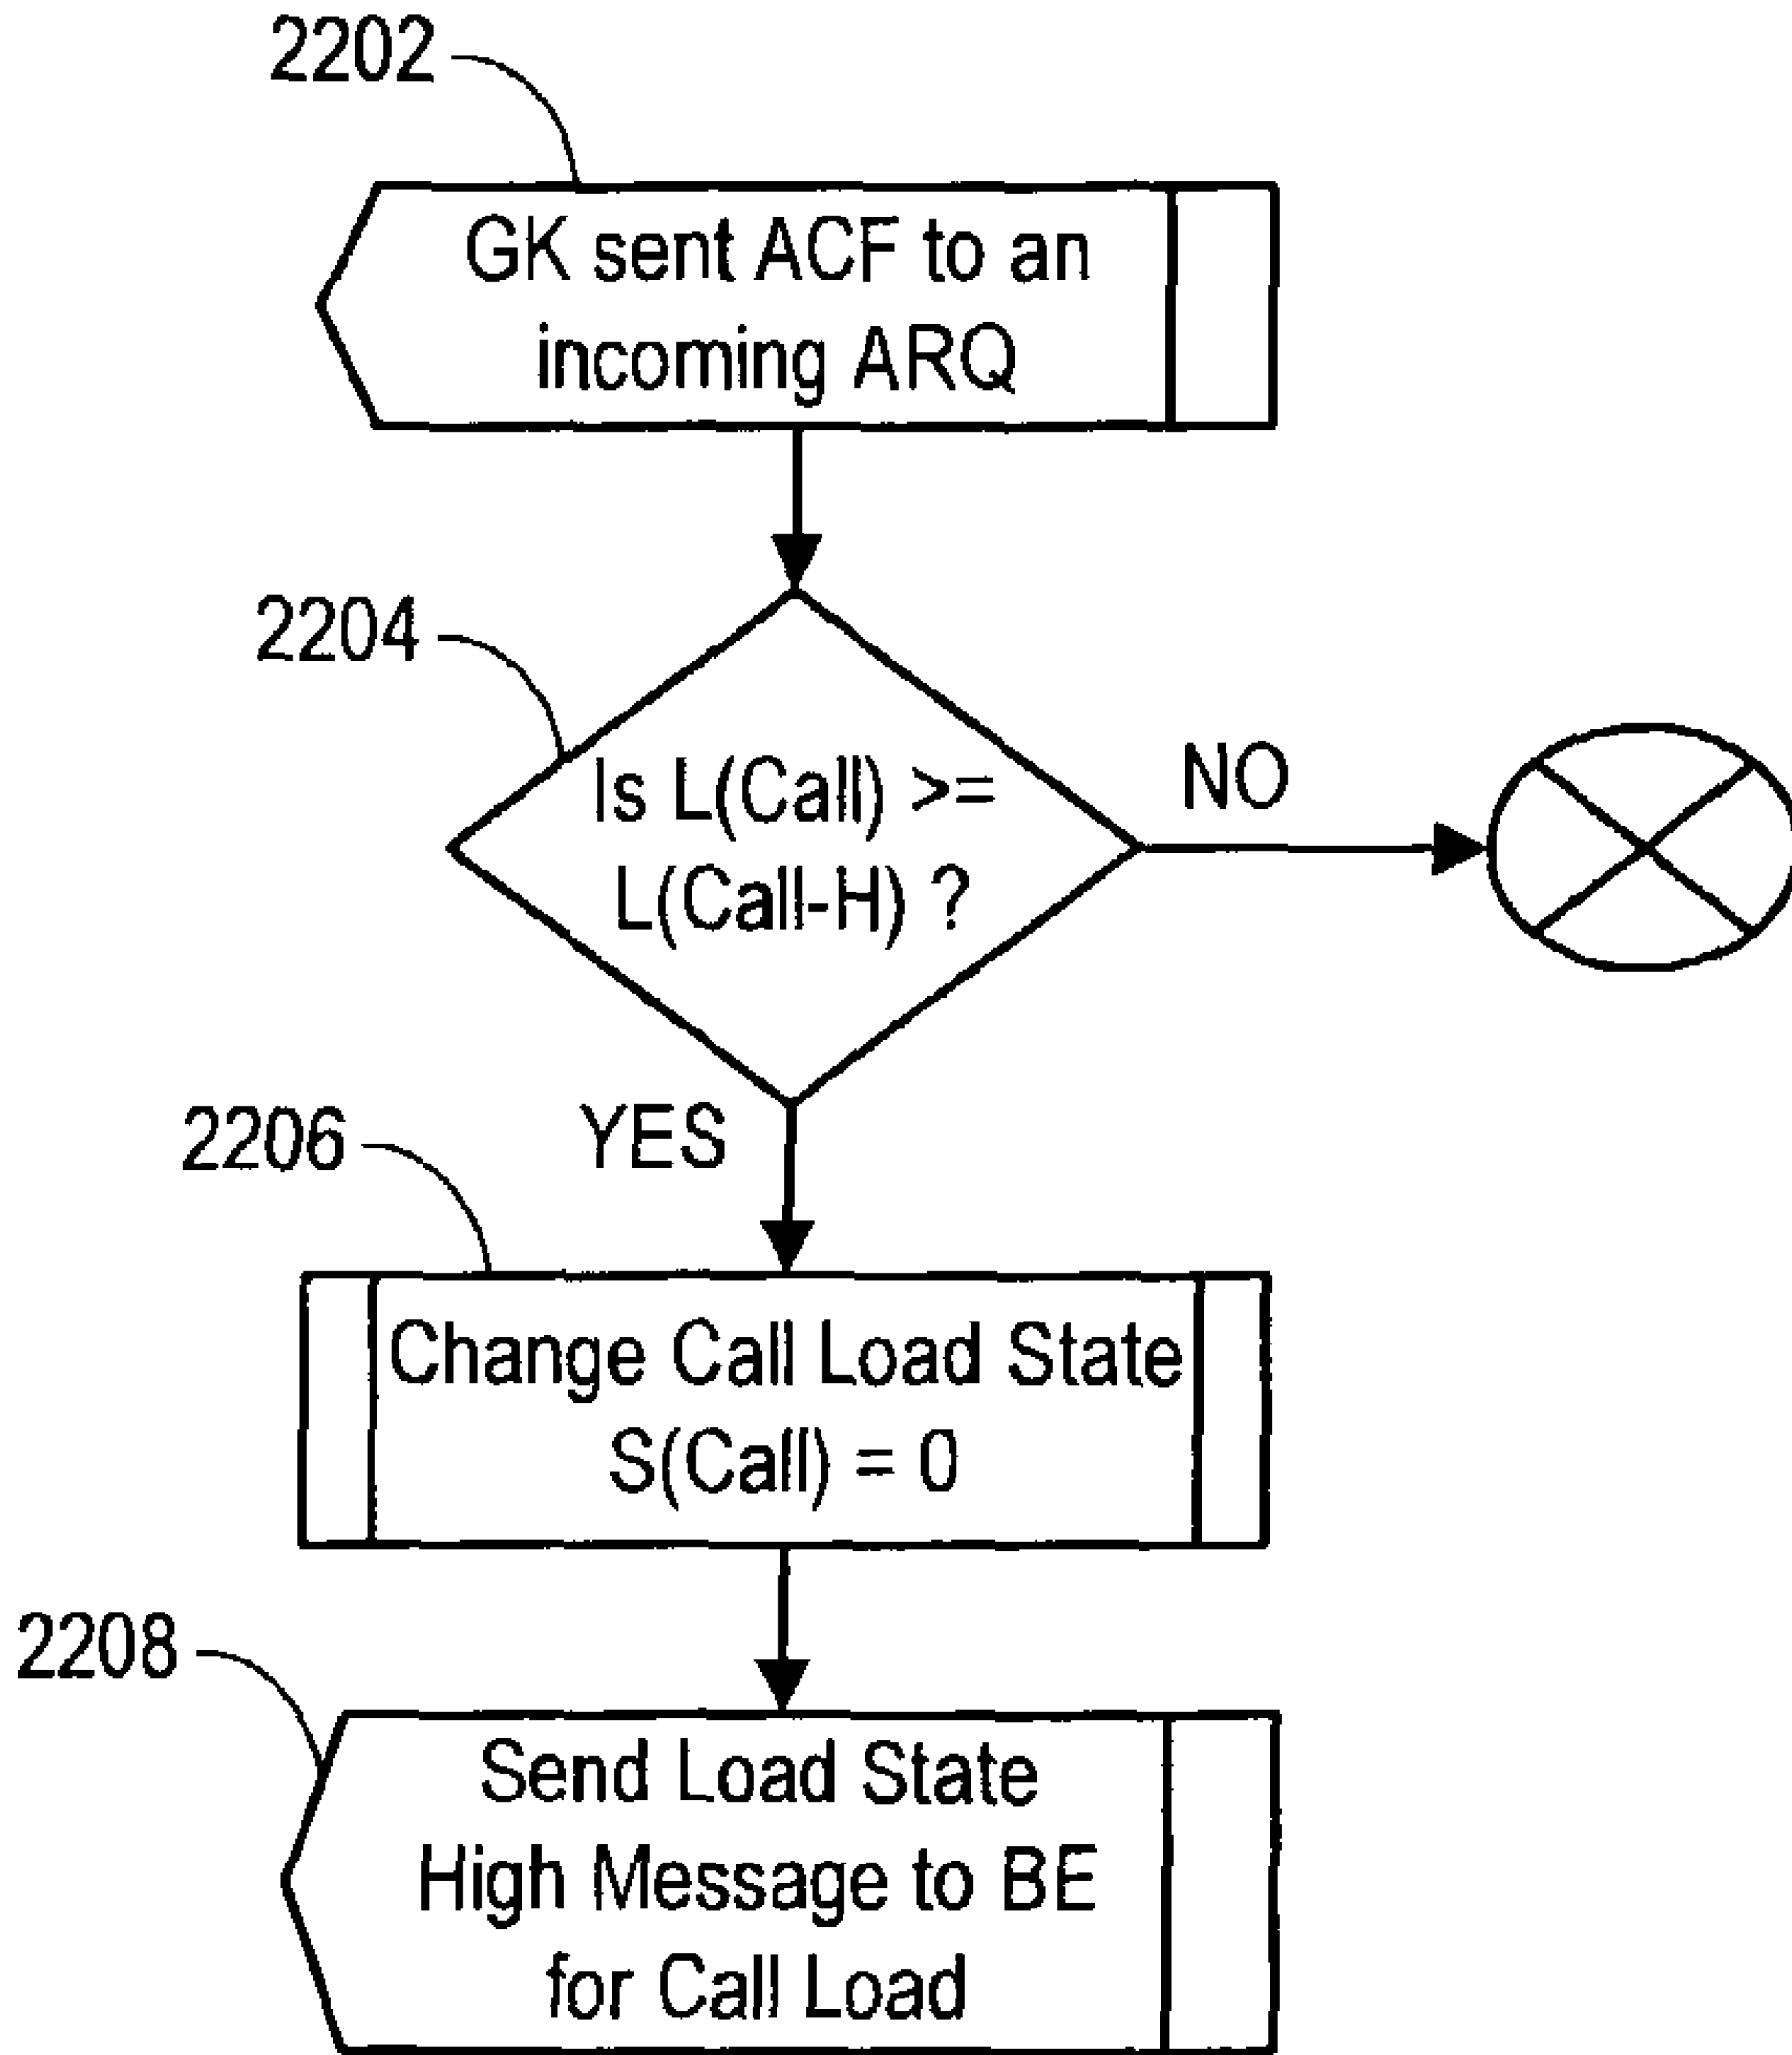 2202
GK sent ACF to an
incoming ARQ
2204
Is L(Call) >=
L(Call-H) ?
NO
YES
2206
Change Call Load State
S(Call) = 0
2208
Send Load State
High Message to BE
for Call Load